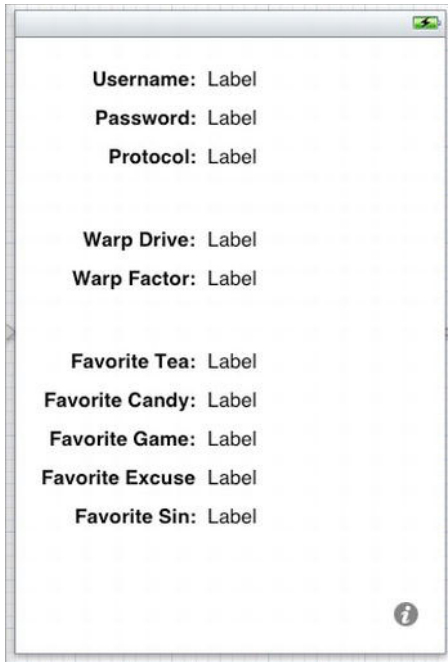 Username: Label
Password: Label
Protocol: Label
Warp Drive: Label
Warp Factor: Label
Favorite Tea: Label
Favorite Candy: Label
Favorite Game: Label
Favorite Excuse Label
Favorite Sin: Label